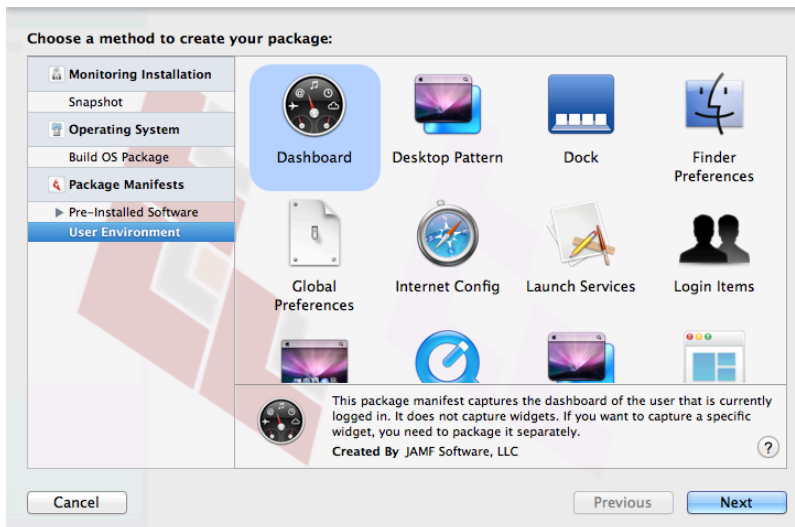 Choose a method to create your package:
Monitoring Installation
Snapshot
Operating System
Build OS Package
Package Manifests
Pre-Installed Software
User Environment
Dashboard
Desktop Pattern
Dock
Finder
Preferences
Global
Preferences
Internet Config
Launch Services
Login Items
This package manifest captures the dashboard of the user that is currently
logged in. It does not capture widgets. If you want to capture a specific
widget, you need to package it separately.
Created By JAMF Software, LLC
?
Cancel
Previous
Next